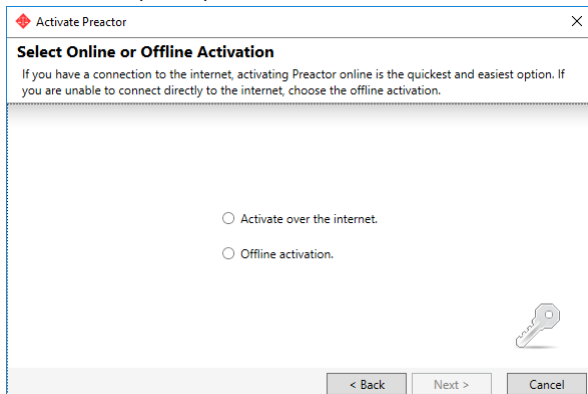 Activate Preactor
Select Online or Offline Activation
If you have a connection to the internet, activating Preactor online is the quickest and easiest option. If
you are unable to connect directly to the internet, choose the offline activation.
Activate over the internet.
Offline activation.
< Back
Next >
Cancel